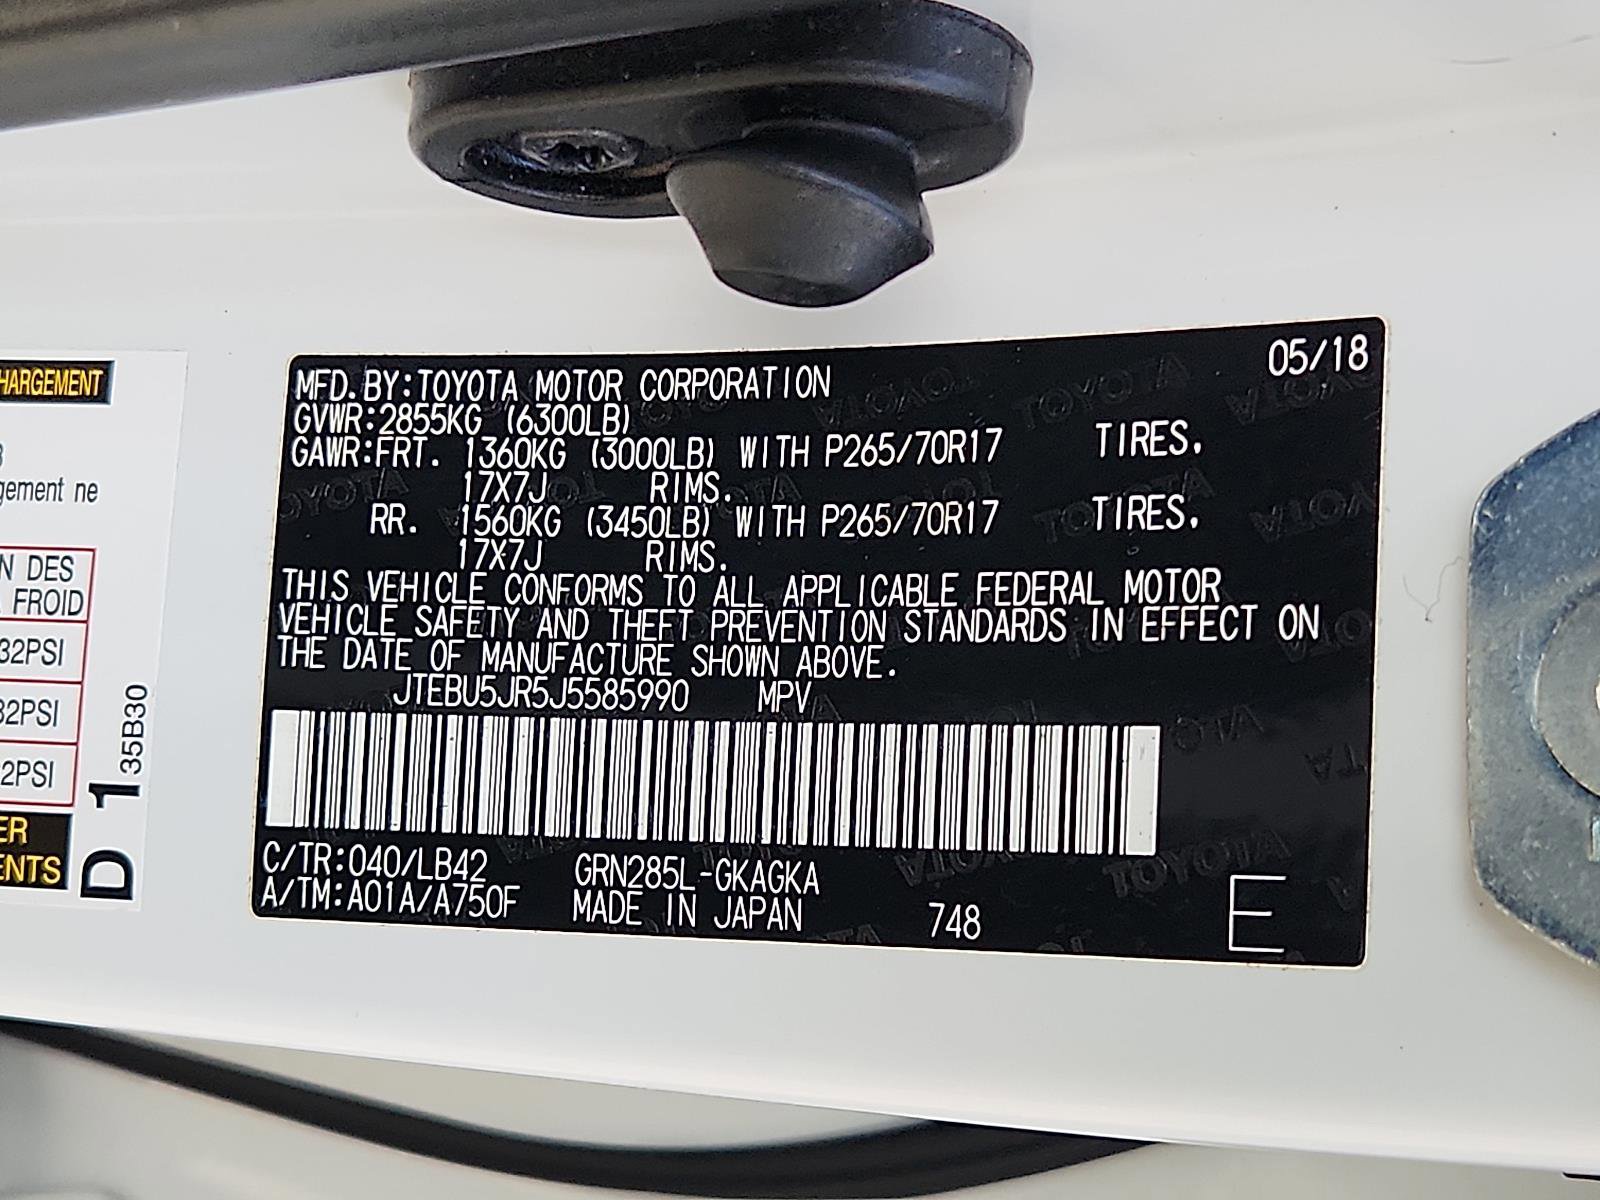 HARGEMENT
gement ne
N DES
FROID
32PSI
32PSI
2PSI
ER
ENTS
D 1 35B30
05/18
MFD. BY:TOYOTA MOTOR CORPORATION
GVWR:2855KG (6300LB)
GAWR:FRT. 1360KG (3000LB) WITH P265/70R17 TIRES.
17X7J RIMS.
RR. 1560KG (3450LB) WITH P265/70R17 TIRES.
17X7J RIMS.
THIS VEHICLE CONFORMS TO ALL APPLICABLE FEDERAL MOTOR
VEHICLE SAFETY AND THEFT PREVENTION STANDARDS IN EFFECT ON
THE DATE OF MANUFACTURE SHOWN ABOVE.
JTEBU5JR5J5585990 MPV
C/TR:040/LB42 GRN285L-GKAGKA
A/TM:A01A/A750F MADE IN JAPAN 748 E